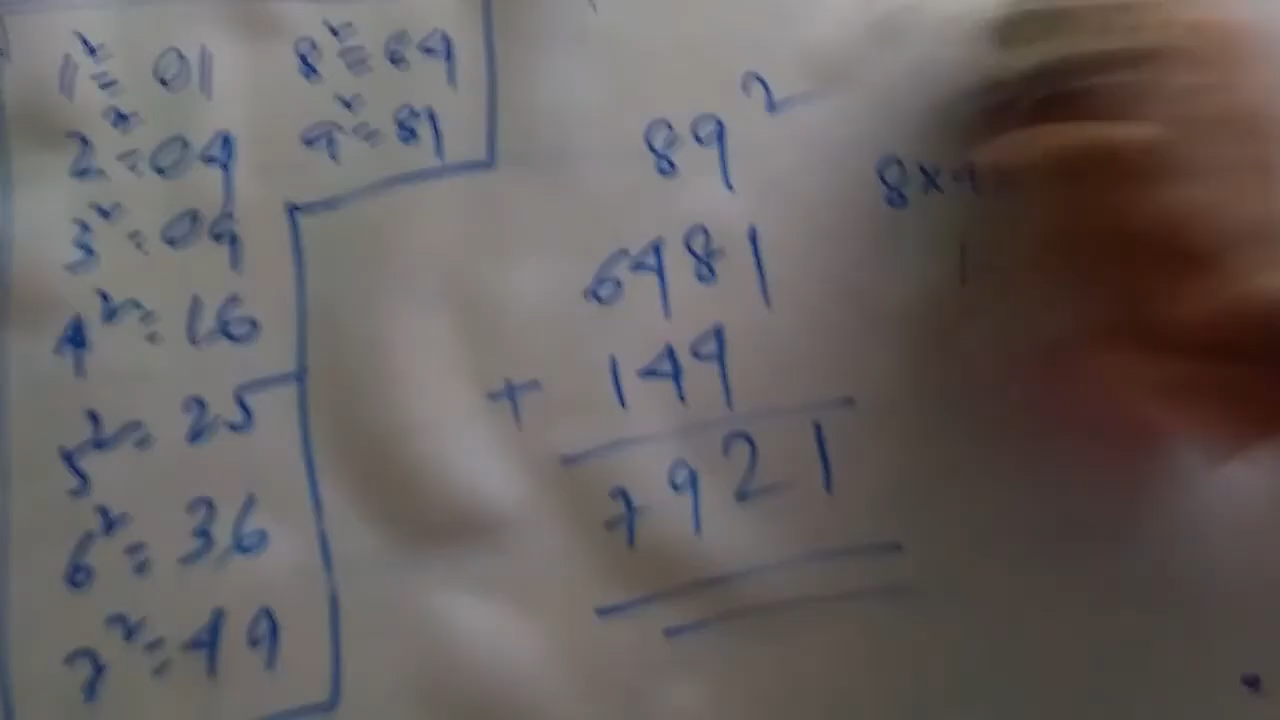 1² = 01
2² = 04
3² = 09
4² = 16
5² = 25
6² = 36
7² = 49
8² = 64
9² = 81
89²
6481
+ 144
7921
8×